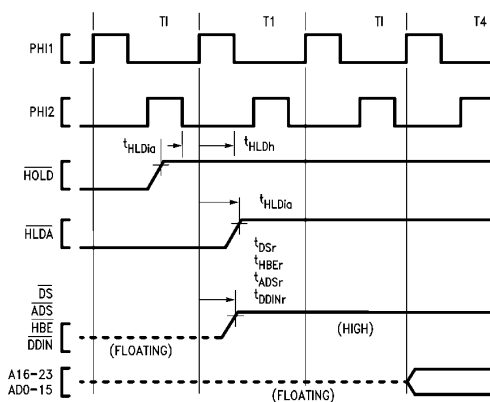 TI T1 TI T4
PHI1
PHI2
tHLDia tHLDh
HOLD
tHLDia
HLDA
tDSr
tHBEr
tADSr
tDDINr
DS
ADS
HBE
DDIN
(FLOATING) (HIGH)
A16-23
AD0-15
(FLOATING)